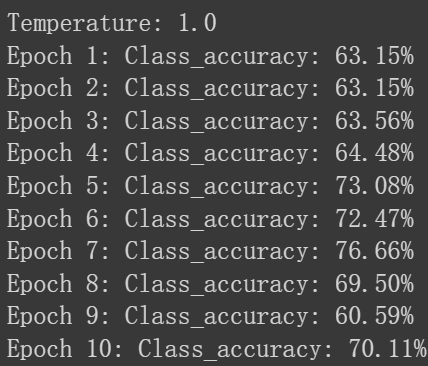 Temperature: 1.0
Epoch 1: Class_accuracy: 63.15%
Epoch 2: Class_accuracy: 63.15%
Epoch 3: Class_accuracy: 63.56%
Epoch 4: Class_accuracy: 64.48%
Epoch 5: Class_accuracy: 73.08%
Epoch 6: Class_accuracy: 72.47%
Epoch 7: Class_accuracy: 76.66%
Epoch 8: Class_accuracy: 69.50%
Epoch 9: Class_accuracy: 60.59%
Epoch 10: Class_accuracy: 70.11%